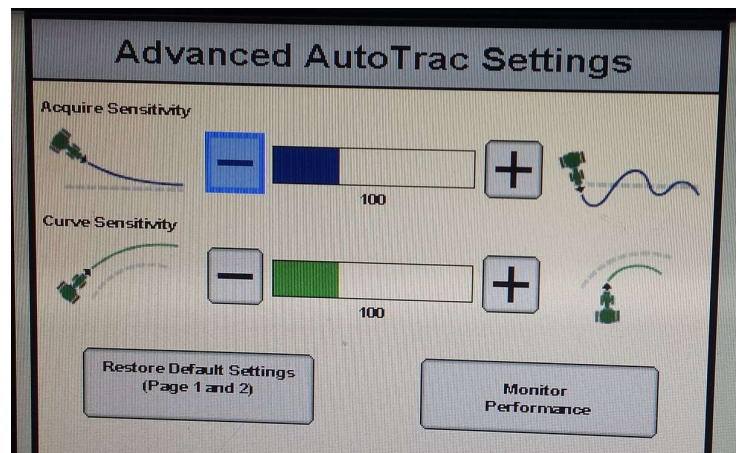 Advanced AutoTrac Settings
Acquire Sensitivity
100
Curve Sensitivity
100
Restore Default Settings
(Page 1 and 2)
Monitor
Performance